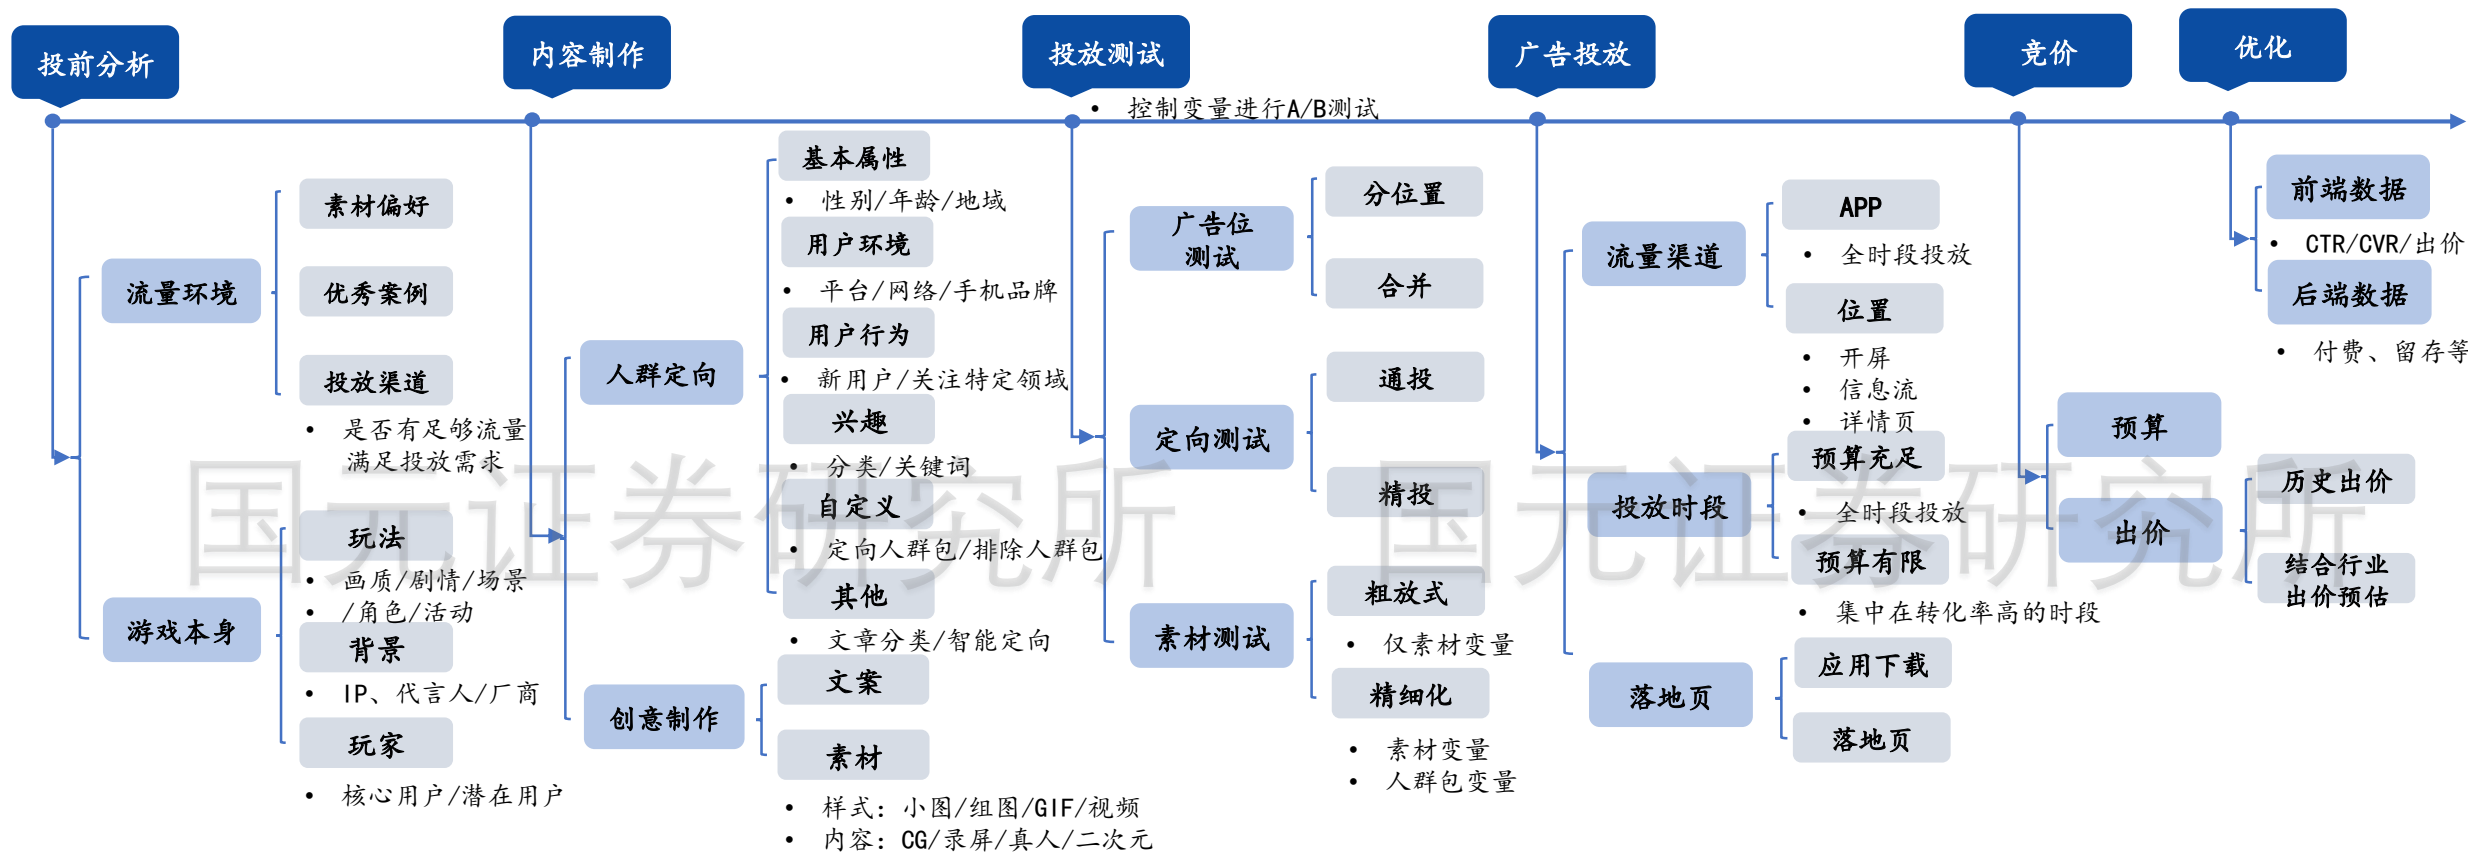 投前分析
流量环境
素材偏好
优秀案例
投放渠道
• 是否有足够流量
满足投放需求
游戏本身
玩法
• 画质/剧情/场景
• /角色/活动
背景
• IP、代言人/厂商
玩家
• 核心用户/潜在用户
内容制作
人群定向
基本属性
• 性别/年龄/地域
用户环境
• 平台/网络/手机品牌
用户行为
• 新用户/关注特定领域
兴趣
• 分类/关键词
自定义
• 定向人群包/排除人群包
其他
• 文章分类/智能定向
创意制作
文案
素材
• 样式：小图/组图/GIF/视频
• 内容：CG/录屏/真人/二次元
投放测试
• 控制变量进行A/B测试
广告位
测试
分位置
合并
定向测试
通投
精投
素材测试
粗放式
• 仅素材变量
精细化
• 素材变量
• 人群包变量
广告投放
流量渠道
APP
• 全时段投放
位置
• 开屏
• 信息流
• 详情页
投放时段
预算充足
• 全时段投放
预算有限
• 集中在转化率高的时段
落地页
应用下载
落地页
竞价
预算
出价
历史出价
结合行业
出价预估
优化
前端数据
• CTR/CVR/出价
后端数据
• 付费、留存等
国元证券研究所
国元证券研究所